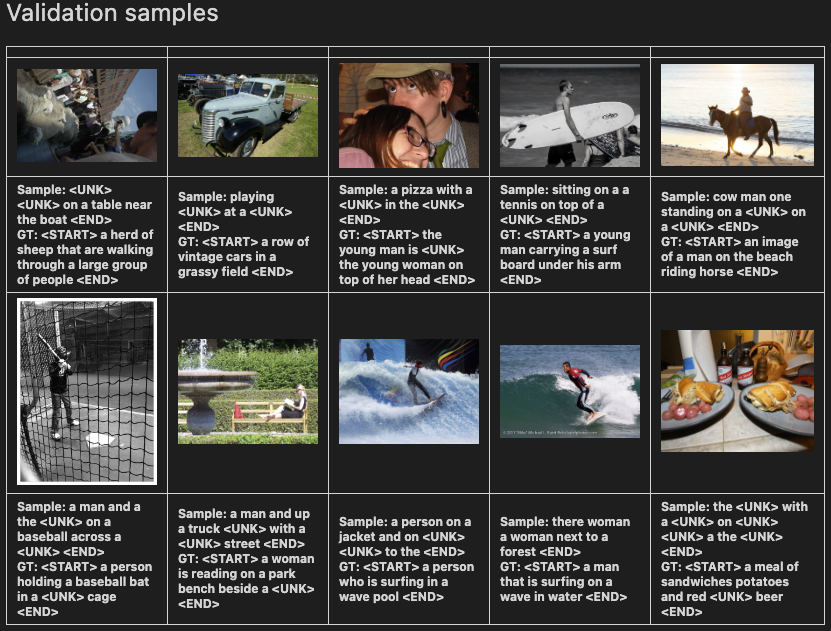 Validation samples
Sample: <UNK>
<UNK> on a table near
the boat <END>
GT: <START> a herd of
sheep that are walking
through a large group
of people <END>
Sample: playing
<UNK> at a <UNK>
<END>
GT: <START> a row of
vintage cars in a
grassy field <END>
Sample: a pizza with a
<UNK> in the <UNK>
<END>
GT: <START> the
young man is <UNK>
the young woman on
top of her head <END>
Sample: sitting on a a
tennis on top of a
<UNK> <END>
GT: <START> a young
man carrying a surf
board under his arm
<END>
Sample: cow man one
standing on a <UNK> on
a <UNK> <END>
GT: <START> an image
of a man on the beach
riding horse <END>
Sample: a man and a
the <UNK> on a
baseball across a
<UNK> <END>
GT: <START> a person
holding a baseball bat
in a <UNK> cage
<END>
Sample: a man and up
a truck <UNK> with a
<UNK> street <END>
GT: <START> a woman
is reading on a park
bench beside a <UNK>
<END>
Sample: a person on a
jacket and on <UNK>
<UNK> to the <END>
GT: <START> a person
who is surfing in a
wave pool <END>
Sample: there woman
a woman next to a
forest <END>
GT: <START> a man
that is surfing on a
wave in water <END>
Sample: the <UNK> with
a <UNK> on <UNK>
<UNK> a the <UNK>
<END>
GT: <START> a meal of
sandwiches potatoes
and red <UNK> beer
<END>